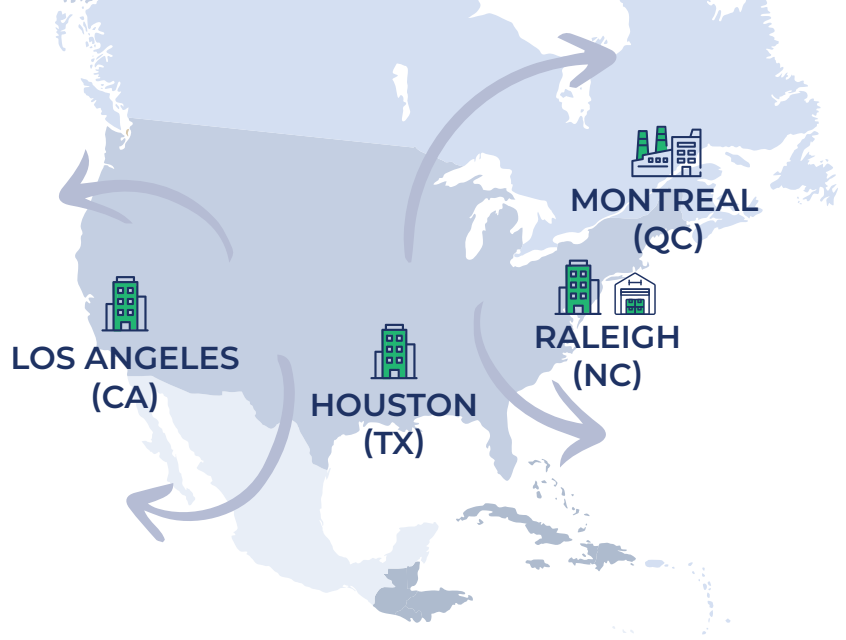 MONTREAL
(QC)
RALEIGH
(NC)
LOS ANGELES
(CA)
HOUSTON
(TX)